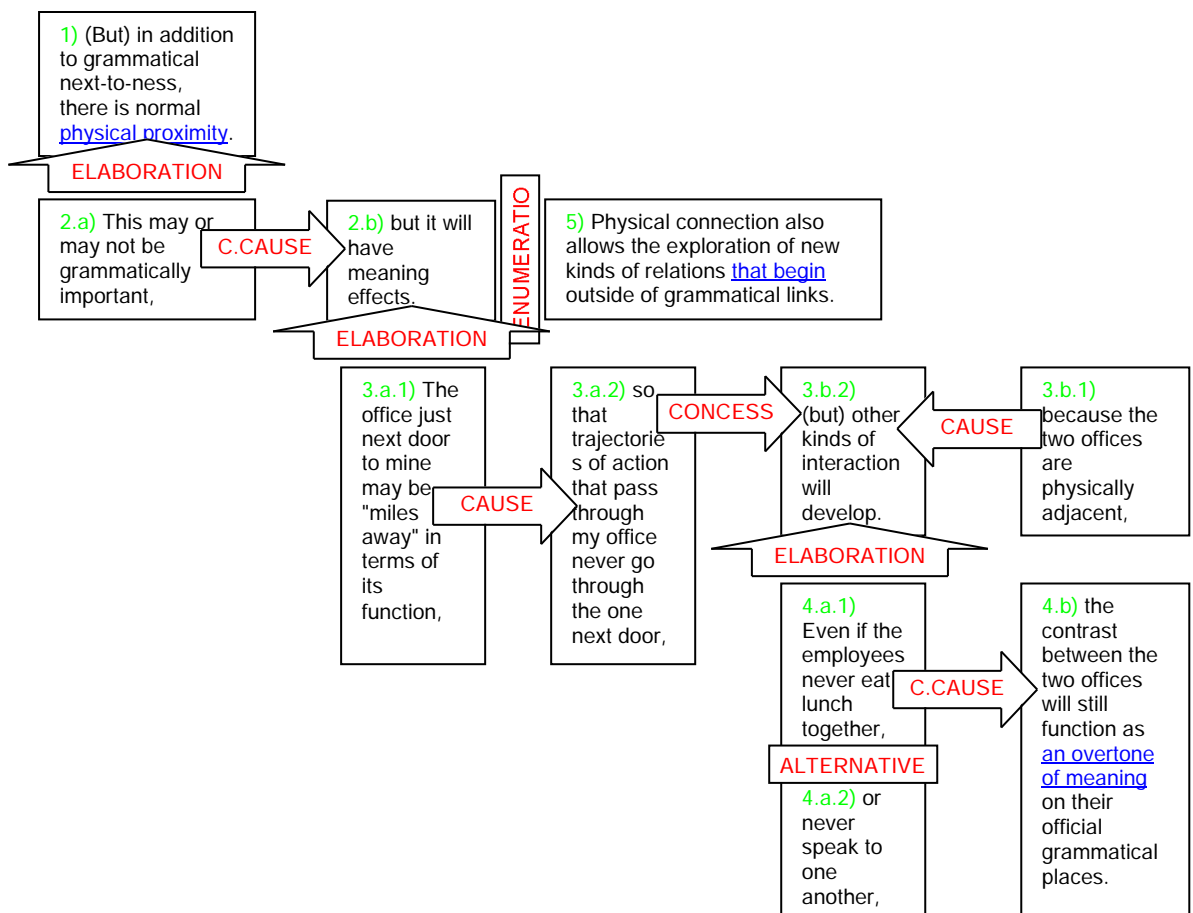 1) (But) in addition
to grammatical
next-to-ness,
there is normal
physical proximity.
ELABORATION
2.a) This may or
may not be
grammatically
important,
C.CAUSE
2.b) but it will
have
meaning
effects.
ENUMERATIO
5) Physical connection also
allows the exploration of new
kinds of relations that begin
outside of grammatical links.
ELABORATION
3.a.1) The
office just
next door
to mine
may be
"miles
away" in
terms of
its
function,
CAUSE
3.a.2) so
that
trajectorie
s of action
that pass
through
my office
never go
through
the one
next door,
CONCESS
3.b.2)
(but) other
kinds of
interaction
will
develop.
CAUSE
3.b.1)
because the
two offices
are
physically
adjacent,
ELABORATION
4.a.1)
Even if the
employees
never eat
lunch
together,
ALTERNATIVE
4.a.2) or
never
speak to
one
another,
C.CAUSE
4.b) the
contrast
between the
two offices
will still
function as
an overtone
of meaning
on their
official
grammatical
places.